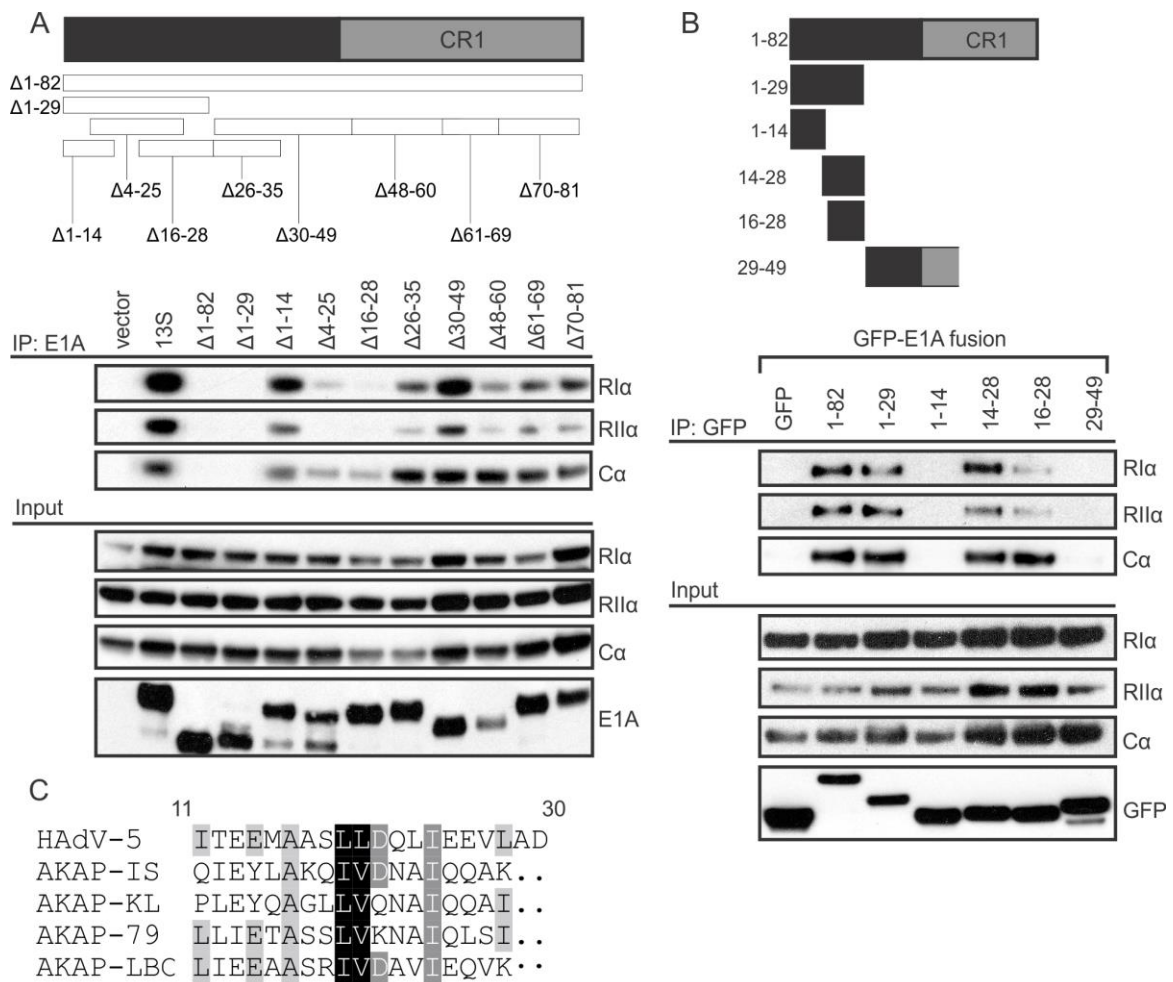 A
CR1
Δ1-82
Δ1-29
Δ4-25 Δ26-35 Δ48-60 Δ70-81
Δ1-14 Δ16-28 Δ30-49 Δ61-69
IP: E1A vector 13S Δ1-82 Δ1-29 Δ1-14 Δ4-25 Δ16-28 Δ26-35 Δ30-49 Δ48-60 Δ61-69 Δ70-81
RIα
RIIα
Cα
Input
RIα
RIIα
Cα
E1A
B
1-82 CR1
1-29
1-14
14-28
16-28
29-49
GFP-E1A fusion
IP: GFP GFP 1-82 1-29 1-14 14-28 16-28 29-49
RIα
RIIα
Cα
Input
RIα
RIIα
Cα
GFP
C
11 30
HAdV-5 ITEEMAASLLDQLIEEVLAD
AKAP-IS QIEYLAKQIVDNAIQQAK..
AKAP-KL PLEYQAGLLVQNAIQQAI..
AKAP-79 LLIETASSLVKNAIQLSI..
AKAP-LBC LIEEAASRIVDAVIEQVK..